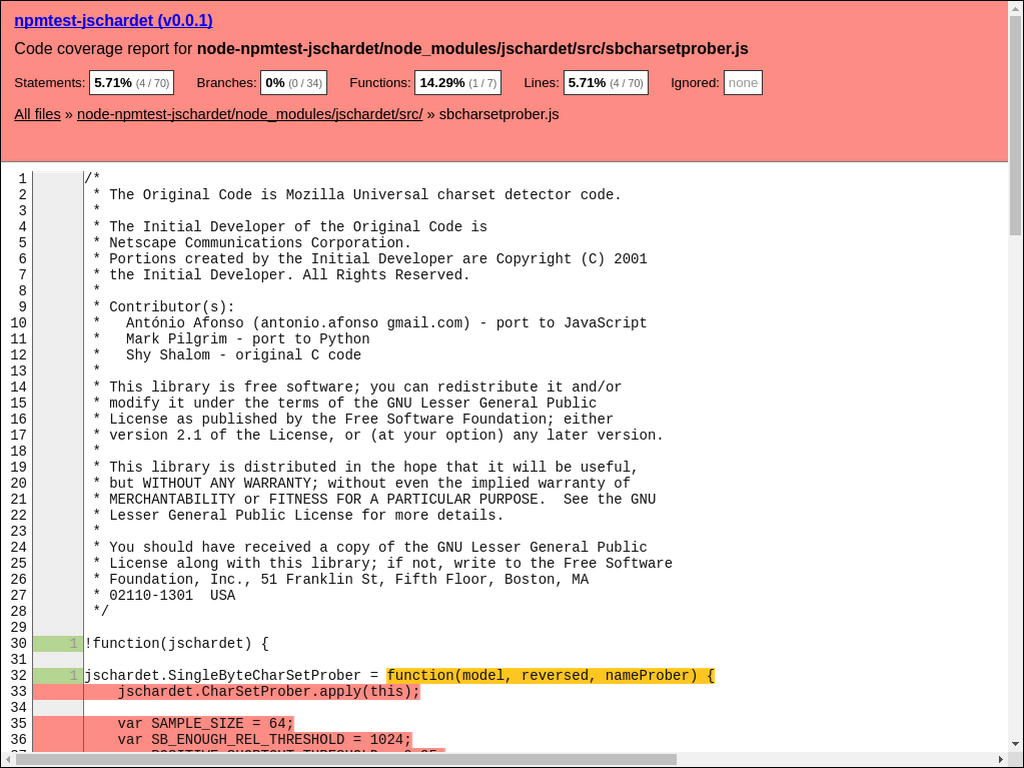 npmtest-jschardet (v0.0.1)
Code coverage report for node-npmtest-jschardet/node_modules/jschardet/src/sbcharsetprober.js
Statements: 5.71% (4 / 70) Branches: 0% (0 / 34) Functions: 14.29% (1 / 7) Lines: 5.71% (4 / 70) Ignored: none
All files » node-npmtest-jschardet/node_modules/jschardet/src/ » sbcharsetprober.js
1 /*
2 * The Original Code is Mozilla Universal charset detector code.
3 *
4 * The Initial Developer of the Original Code is
5 * Netscape Communications Corporation.
6 * Portions created by the Initial Developer are Copyright (C) 2001
7 * the Initial Developer. All Rights Reserved.
8 *
9 * Contributor(s):
10 *   António Afonso (antonio.afonso gmail.com) - port to JavaScript
11 *   Mark Pilgrim - port to Python
12 *   Shy Shalom - original C code
13 *
14 * This library is free software; you can redistribute it and/or
15 * modify it under the terms of the GNU Lesser General Public
16 * License as published by the Free Software Foundation; either
17 * version 2.1 of the License, or (at your option) any later version.
18 *
19 * This library is distributed in the hope that it will be useful,
20 * but WITHOUT ANY WARRANTY; without even the implied warranty of
21 * MERCHANTABILITY or FITNESS FOR A PARTICULAR PURPOSE.  See the GNU
22 * Lesser General Public License for more details.
23 *
24 * You should have received a copy of the GNU Lesser General Public
25 * License along with this library; if not, write to the Free Software
26 * Foundation, Inc., 51 Franklin St, Fifth Floor, Boston, MA
27 * 02110-1301  USA
28 */
29
30 1 !function(jschardet) {
31
32 1 jschardet.SingleByteCharSetProber = function(model, reversed, nameProber) {
33     jschardet.CharSetProber.apply(this);
34
35     var SAMPLE_SIZE = 64;
36     var SB_ENOUGH_REL_THRESHOLD = 1024;